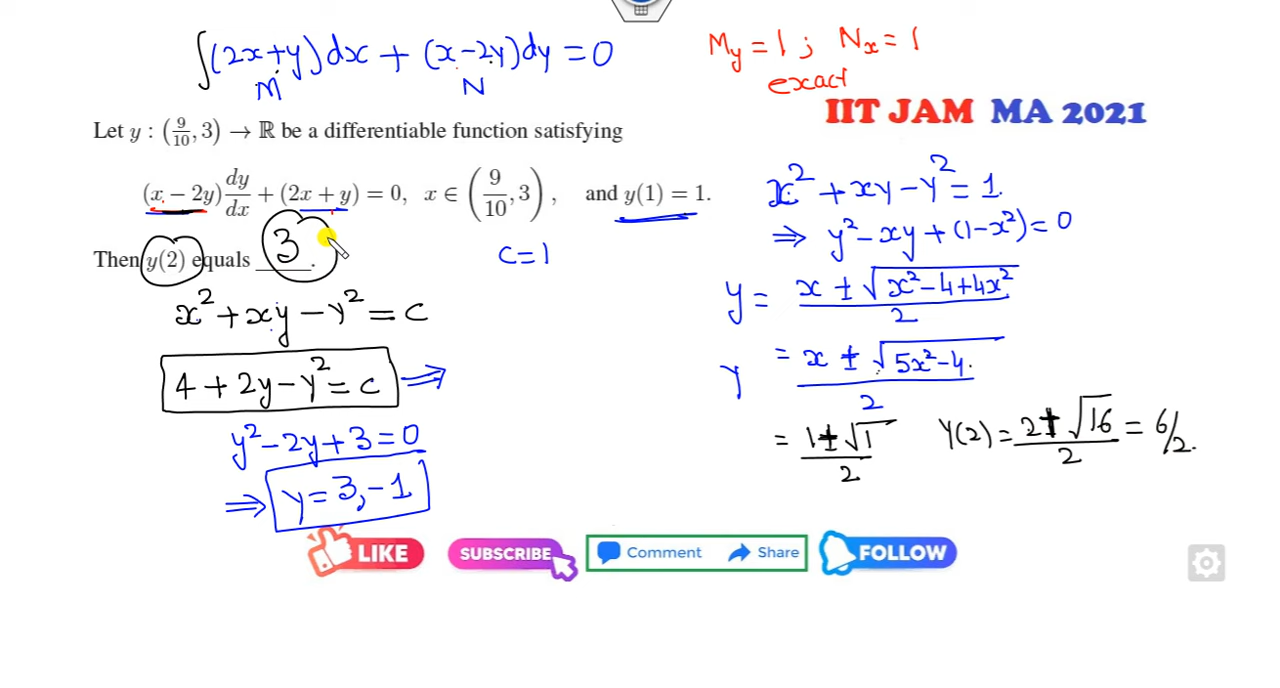 ∫(2x+y)dx + (x-2y)dy = 0
M N
My = 1 ; Nx = 1
exact
IIT JAM MA 2021
Let y : (9/10, 3) → ℝ be a differentiable function satisfying
(x − 2y) dy/dx + (2x + y) = 0, x ∈ (9/10, 3), and y(1) = 1.
Then y(2) equals 3.
c = 1
x² + xy - y² = c
4 + 2y - y² = c ⇒
y² - 2y + 3 = 0
⇒ y = 3, -1
x² + xy - y² = 1.
⇒ y² - xy + (1 - x²) = 0
y = (x ± √(x² - 4 + 4x²))/2
y = (x ± √(5x² - 4))/2
= (1 ± √1)/2 y(2) = (2 + √16)/2 = 6/2.
LIKE SUBSCRIBE Comment Share FOLLOW